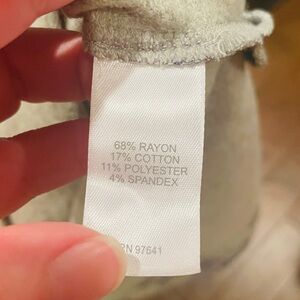 68% RAYON
17% COTTON
11% POLYESTER
4% SPANDEX
RN 97641